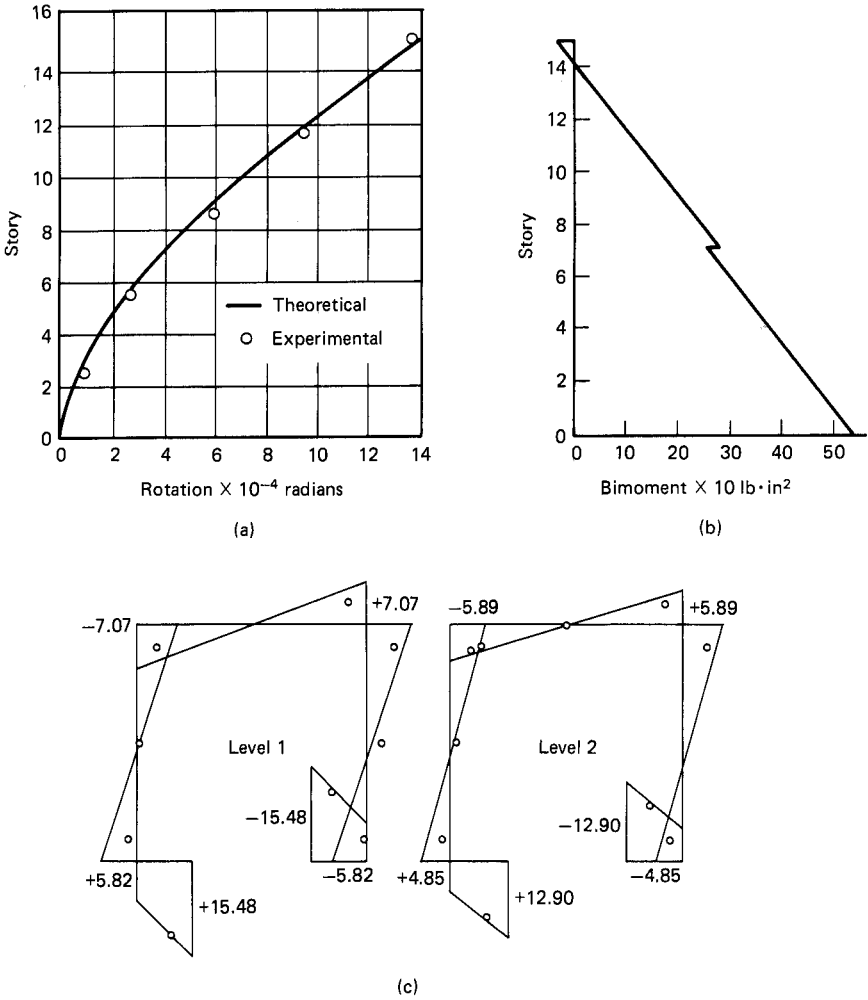 16
14
12
10
8
6
4
2
0
Story
Theoretical
Experimental
0 2 4 6 8 10 12 14
Rotation × 10⁻⁴ radians
(a)
14
12
10
8
6
4
2
0
Story
0 10 20 30 40 50
Bimoment × 10 lb·in²
(b)
−7.07
+7.07
Level 1
−15.48
+5.82
−5.82
+15.48
−5.89
+5.89
Level 2
−12.90
+4.85
−4.85
+12.90
(c)